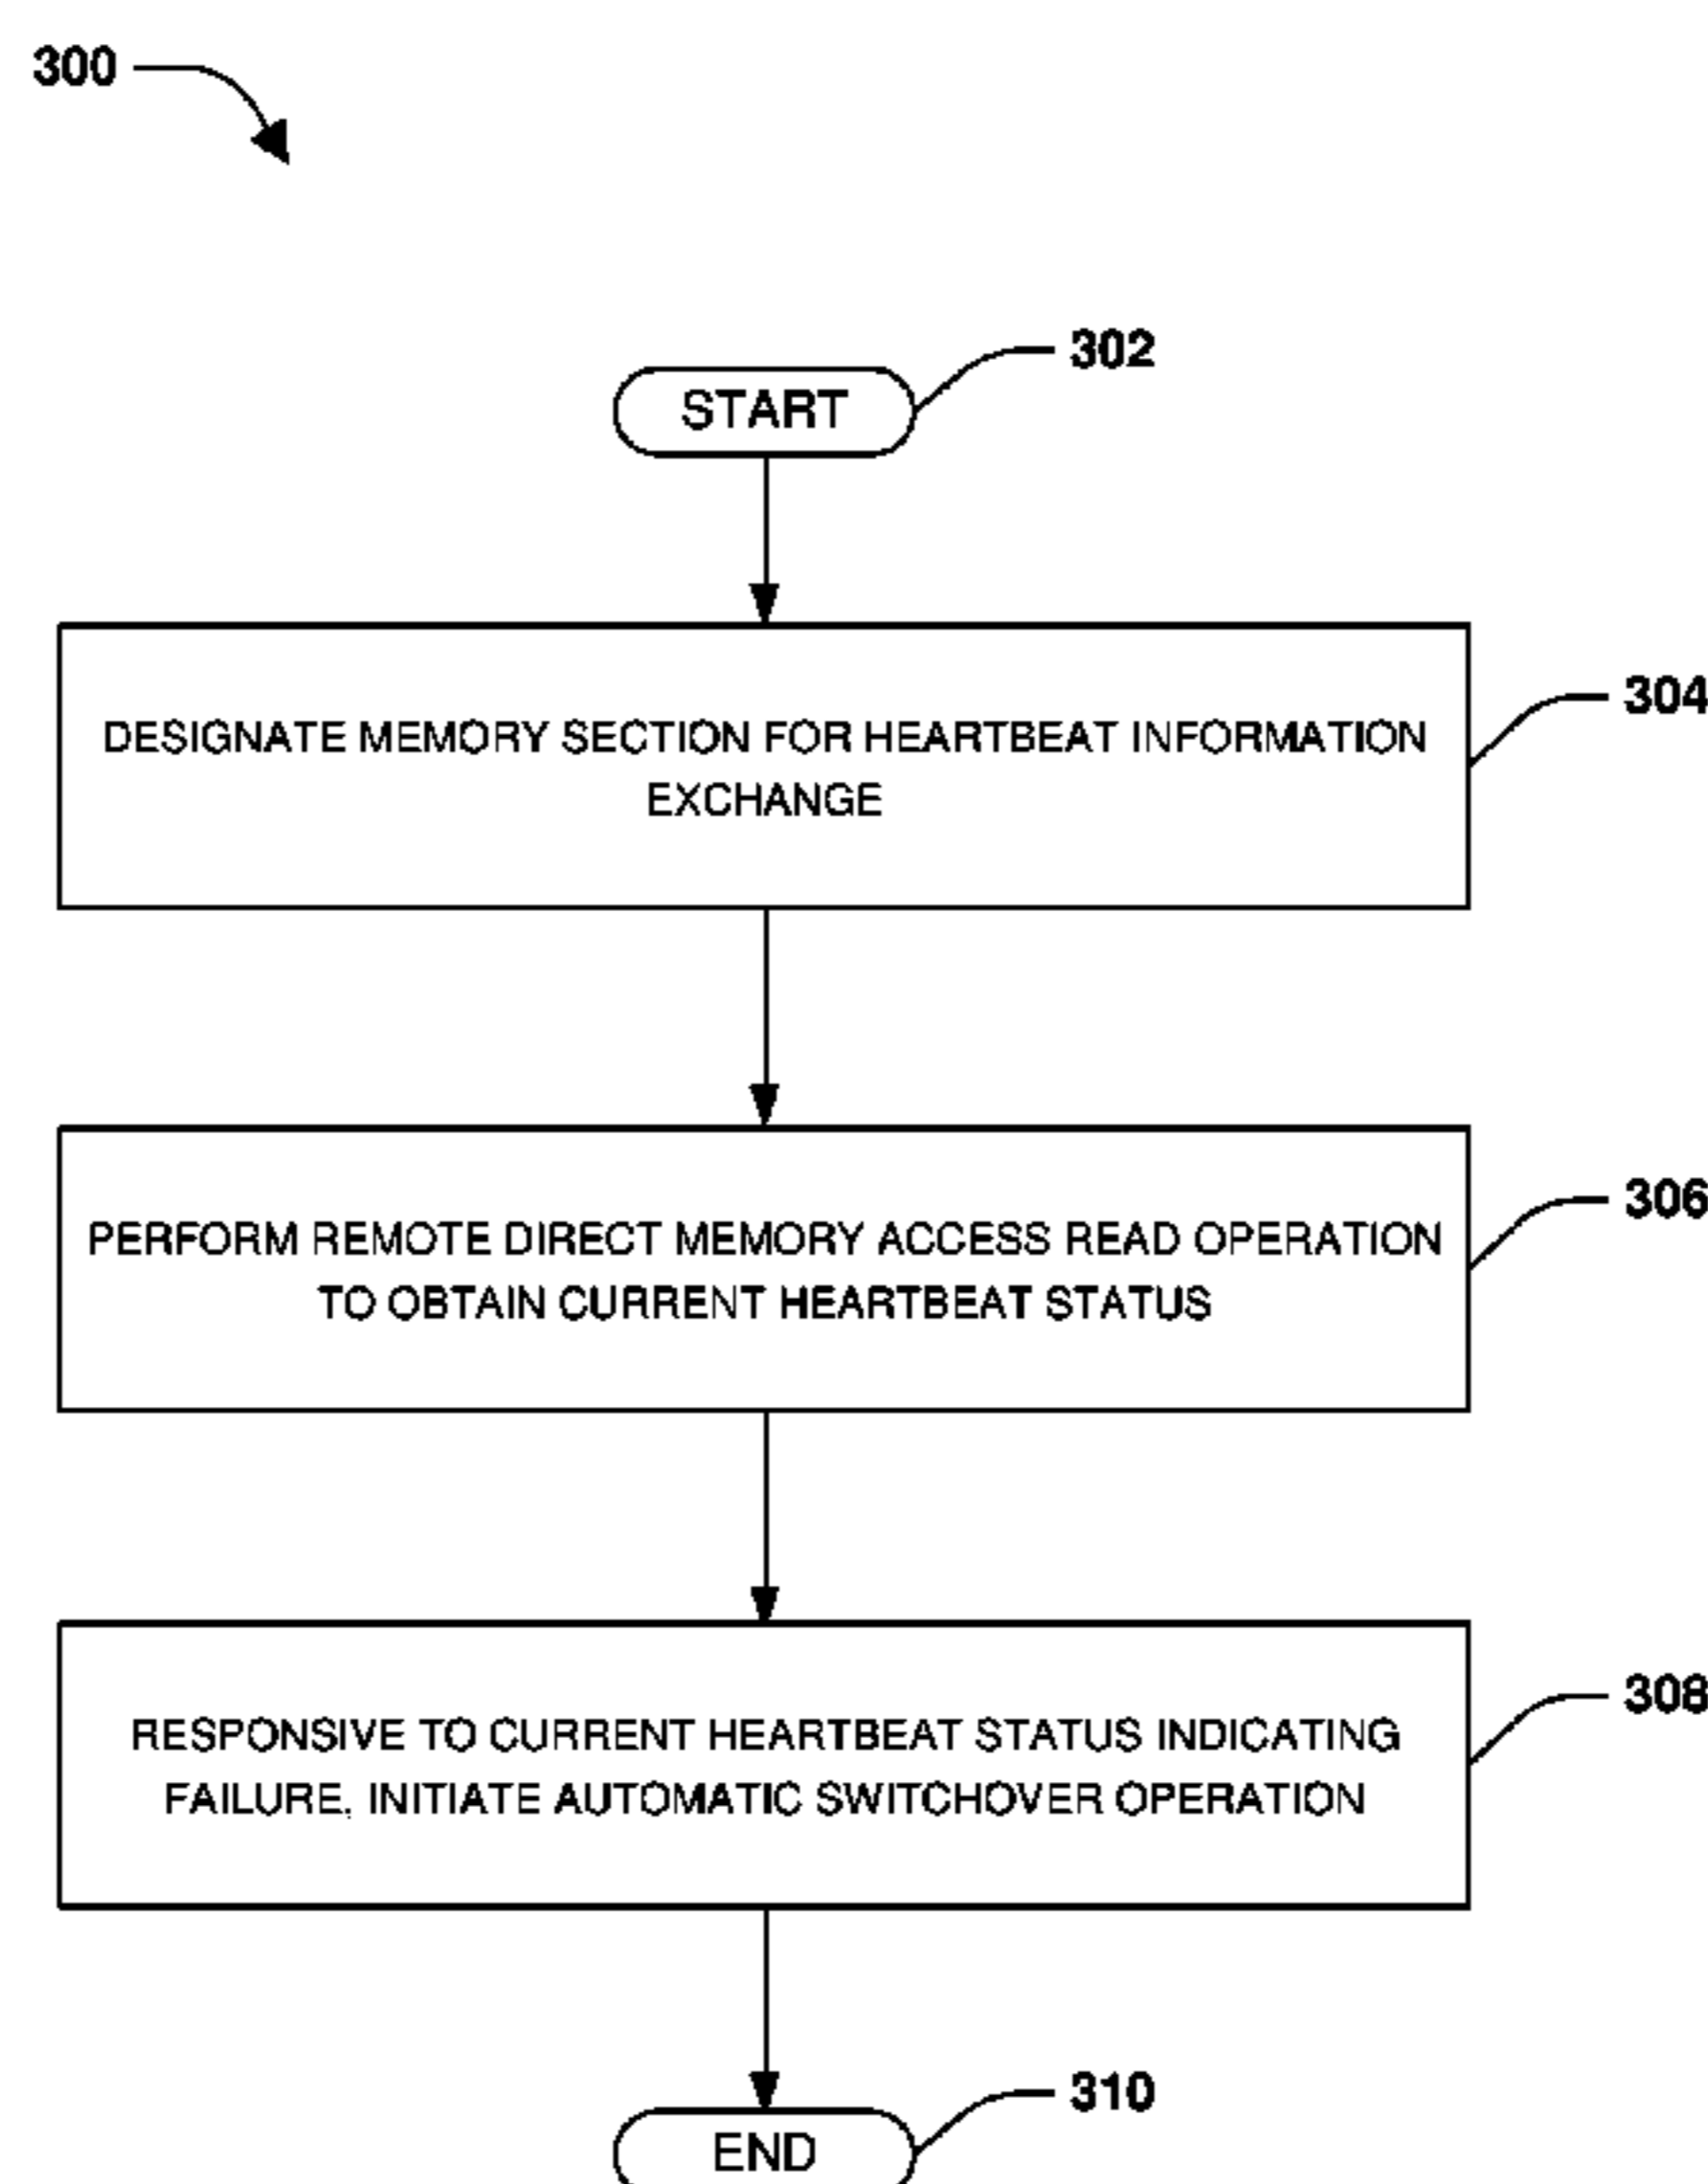 300
302
START
304
DESIGNATE MEMORY SECTION FOR HEARTBEAT INFORMATION
EXCHANGE
306
PERFORM REMOTE DIRECT MEMORY ACCESS READ OPERATION
TO OBTAIN CURRENT HEARTBEAT STATUS
308
RESPONSIVE TO CURRENT HEARTBEAT STATUS INDICATING
FAILURE, INITIATE AUTOMATIC SWITCHOVER OPERATION
310
END